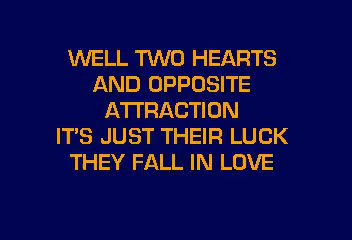 WELL TWO HEARTS
AND OPPOSITE
ATTRACTION
IT'S JUST THEIR LUCK
THEY FALL IN LOVE